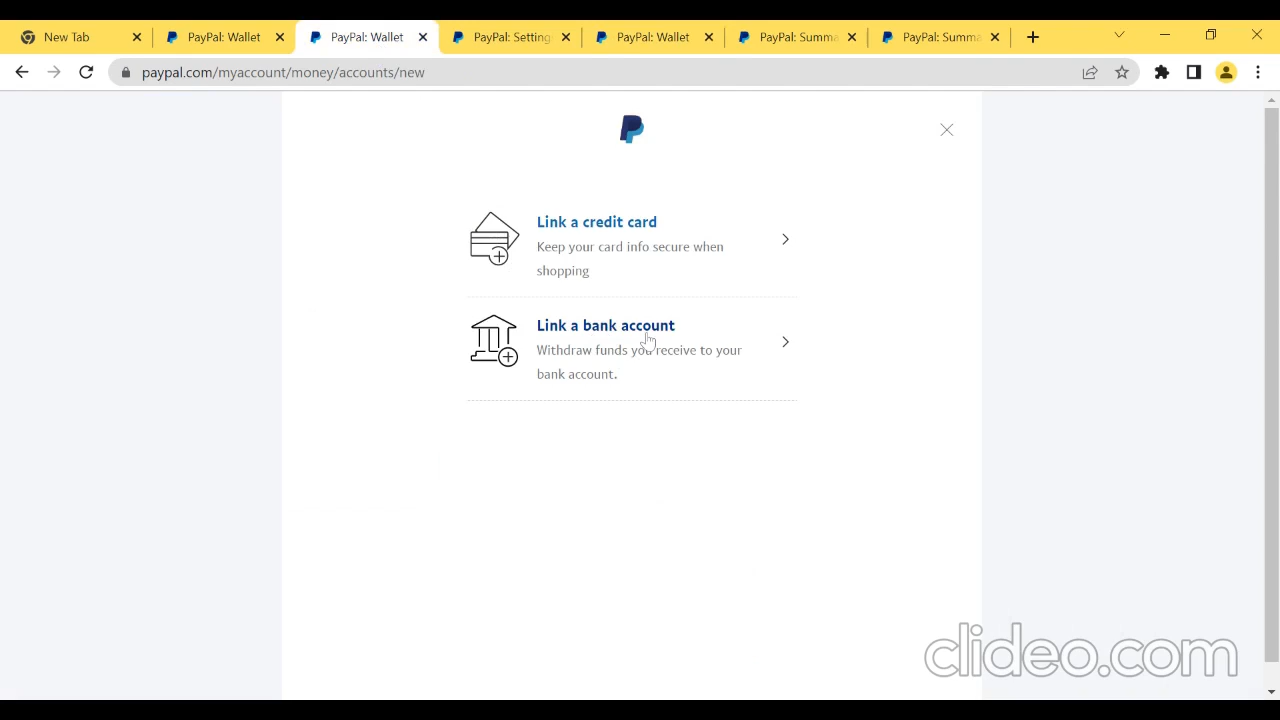 New Tab
PayPal: Wallet
PayPal: Wallet
PayPal: Setting
PayPal: Wallet
PayPal: Summa
PayPal: Summa
paypal.com/myaccount/money/accounts/new
Link a credit card
Keep your card info secure when
shopping
Link a bank account
Withdraw funds you receive to your
bank account.
clideo.com